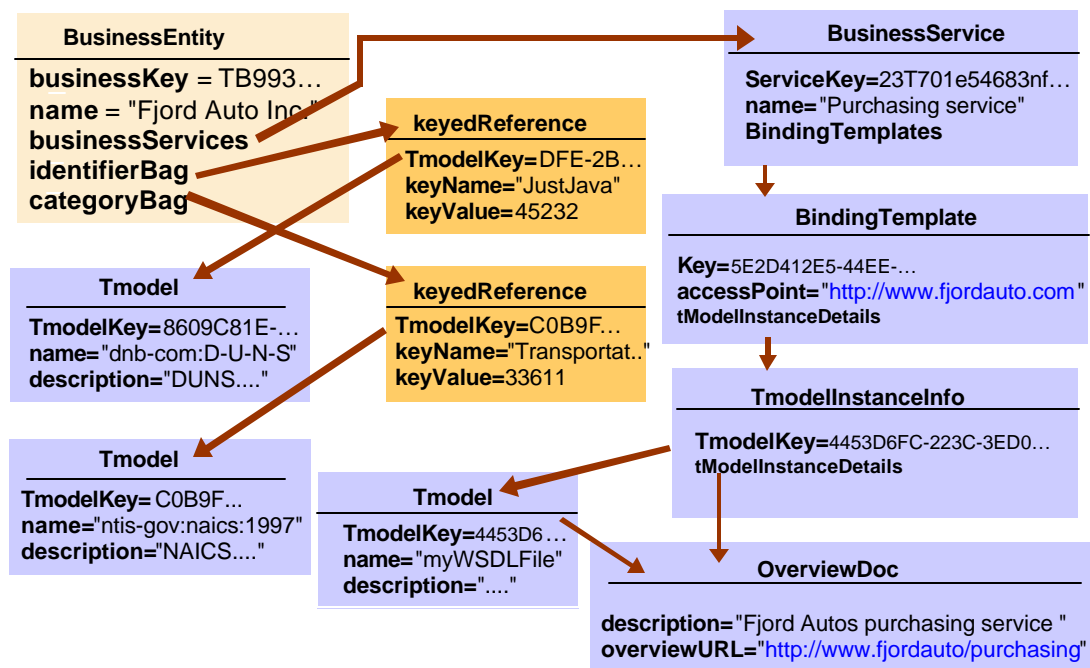 BusinessEntity
businessKey = TB993…
name = "Fjord Auto Inc."
businessServices
identifierBag
categoryBag
BusinessService
ServiceKey=23T701e54683nf…
name="Purchasing service"
BindingTemplates
keyedReference
TmodelKey=DFE-2B…
keyName="JustJava"
keyValue=45232
BindingTemplate
Key=5E2D412E5-44EE-…
accessPoint="http://www.fjordauto.com"
tModelInstanceDetails
Tmodel
TmodelKey=8609C81E-…
name="dnb-com:D-U-N-S"
description="DUNS...."
keyedReference
TmodelKey=C0B9F…
keyName="Transportat.."
keyValue=33611
TmodelInstanceInfo
TmodelKey=4453D6FC-223C-3ED0…
tModelInstanceDetails
Tmodel
TmodelKey=C0B9F...
name="ntis-gov:naics:1997"
description="NAICS...."
Tmodel
TmodelKey=4453D6…
name="myWSDLFile"
description="...."
OverviewDoc
description="Fjord Autos purchasing service "
overviewURL="http://www.fjordauto/purchasing"